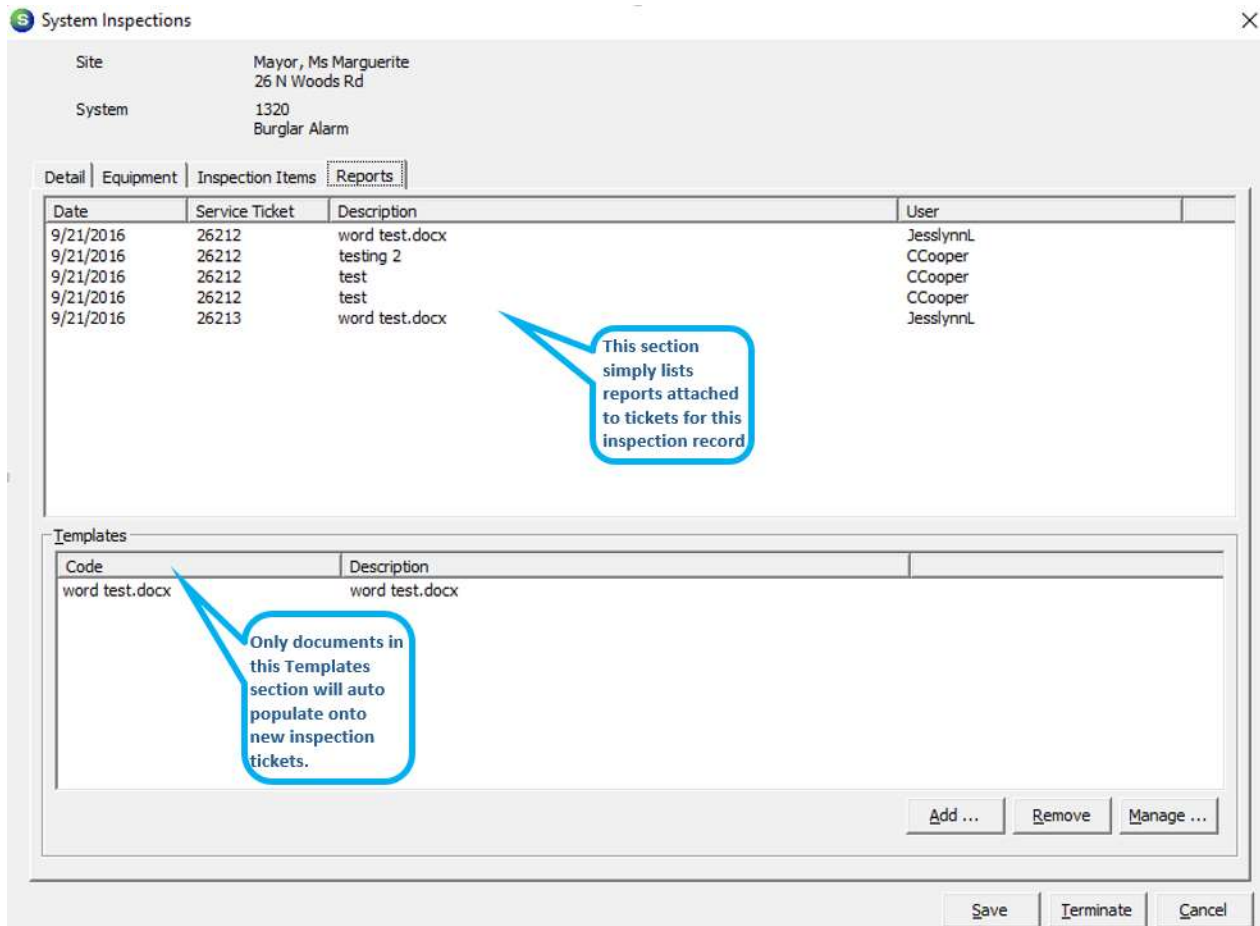 S System Inspections
Site Mayor, Ms Marguerite
26 N Woods Rd
System 1320
Burglar Alarm
Detail Equipment Inspection Items Reports
Date Service Ticket Description User
9/21/2016 26212 word test.docx JesslynnL
9/21/2016 26212 testing 2 CCooper
9/21/2016 26212 test CCooper
9/21/2016 26212 test CCooper
9/21/2016 26213 word test.docx JesslynnL
This section
simply lists
reports attached
to tickets for this
inspection record
Templates
Code Description
word test.docx word test.docx
Only documents in
this Templates
section will auto
populate onto
new inspection
tickets.
Add ... Remove Manage ...
Save Terminate Cancel